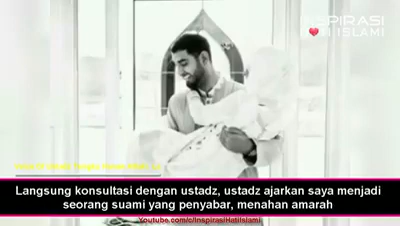 INSPIRASI
HATI ISLAMI
Langsung konsultasi dengan ustadz, ustadz ajarkan saya menjadi
seorang suami yang penyabar, menahan amarah
Youtube.com/c/InspirasiHatiIslami